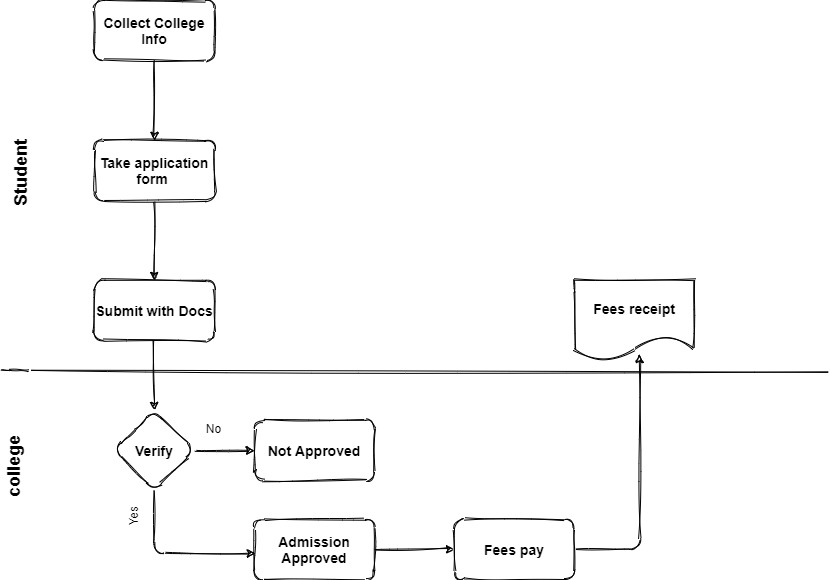 Collect College
Info
Student
Take application
form
Submit with Docs
Fees receipt
college
Verify
No
Not Approved
Yes
Admission
Approved
Fees pay